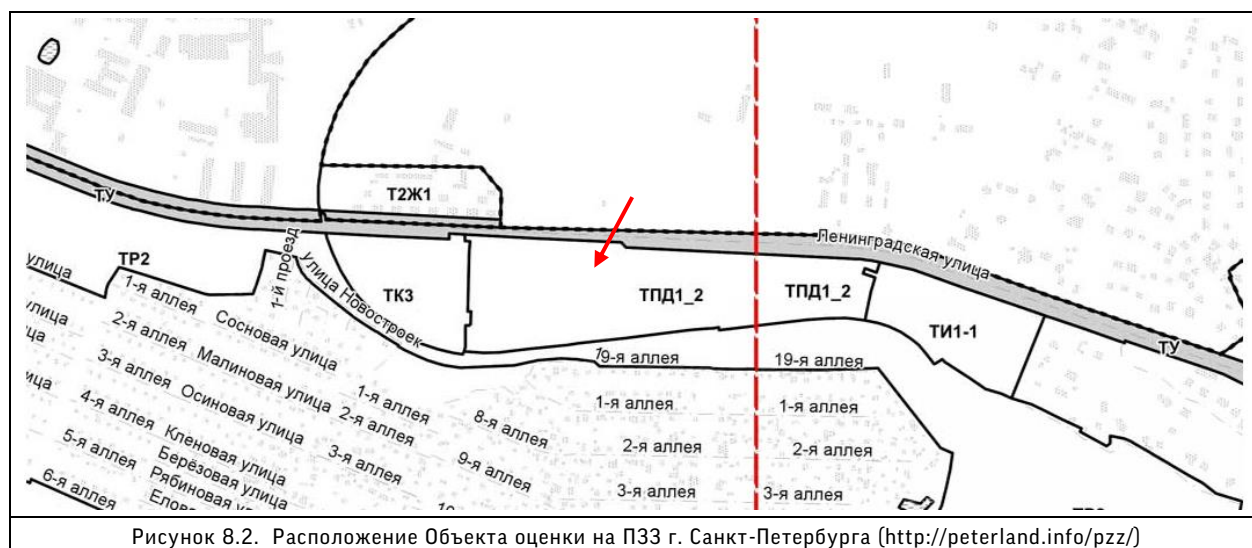 Т2Ж1
ТУ
Ленинградская улица
ТР2
1-й проезд
улица Новостроек
улица
1-я аллея
Сосновая улица
ТК3
ТПД1_2
ТПД1_2
ТИ1-1
ТУ
2-я аллея
Малиновая улица
1-я аллея
8-я аллея
19-я аллея
19-я аллея
3-я аллея
Осиновая улица
2-я аллея
9-я аллея
1-я аллея
1-я аллея
4-я аллея
Кленовая улица
3-я аллея
2-я аллея
2-я аллея
5-я аллея
Берёзовая улица
Рябиновая улица
3-я аллея
3-я аллея
6-я аллея
Рисунок 8.2. Расположение Объекта оценки на ПЗЗ г. Санкт-Петербурга (http://peterland.info/pzz/)